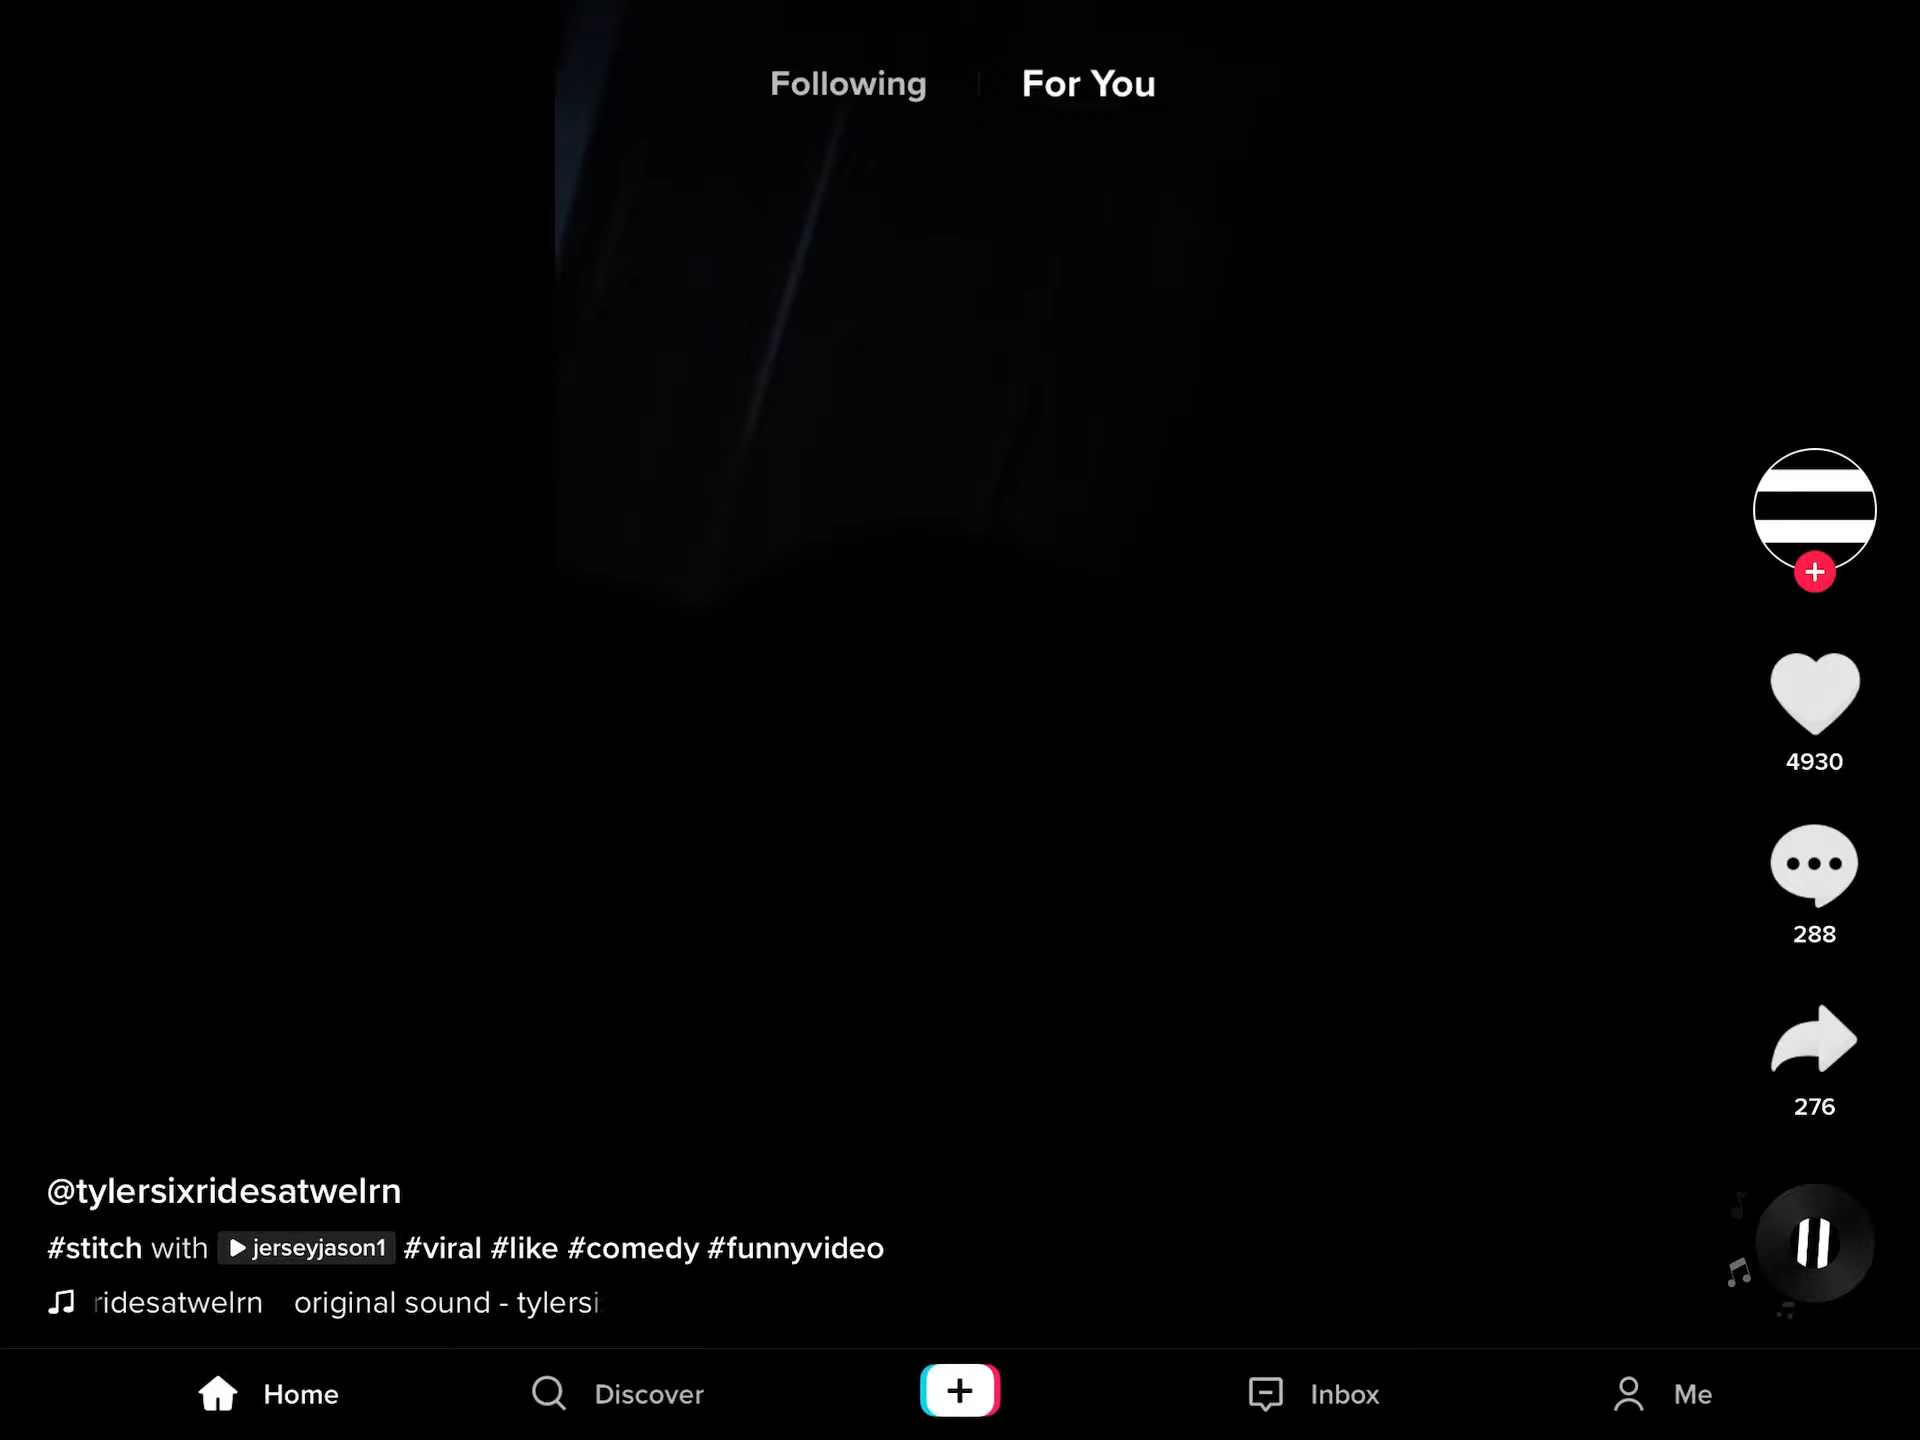 Following For You
4930
288
276
@tylersixridesatwelrn
#stitch with jerseyjason1 #viral #like #comedy #funnyvideo
ridesatwelrn original sound - tylersi
Home Discover Inbox Me